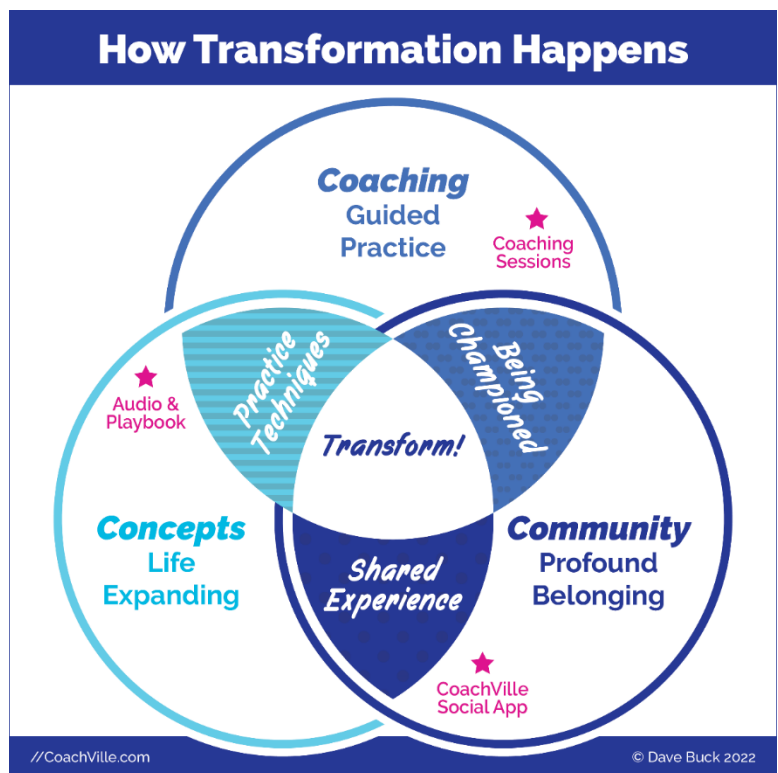 How Transformation Happens
Coaching
Guided
Practice
Coaching
Sessions
Practice
Techniques
Being
Championed
Audio &
Playbook
Transform!
Concepts
Life
Expanding
Community
Profound
Belonging
Shared
Experience
CoachVille
Social App
//CoachVille.com
© Dave Buck 2022